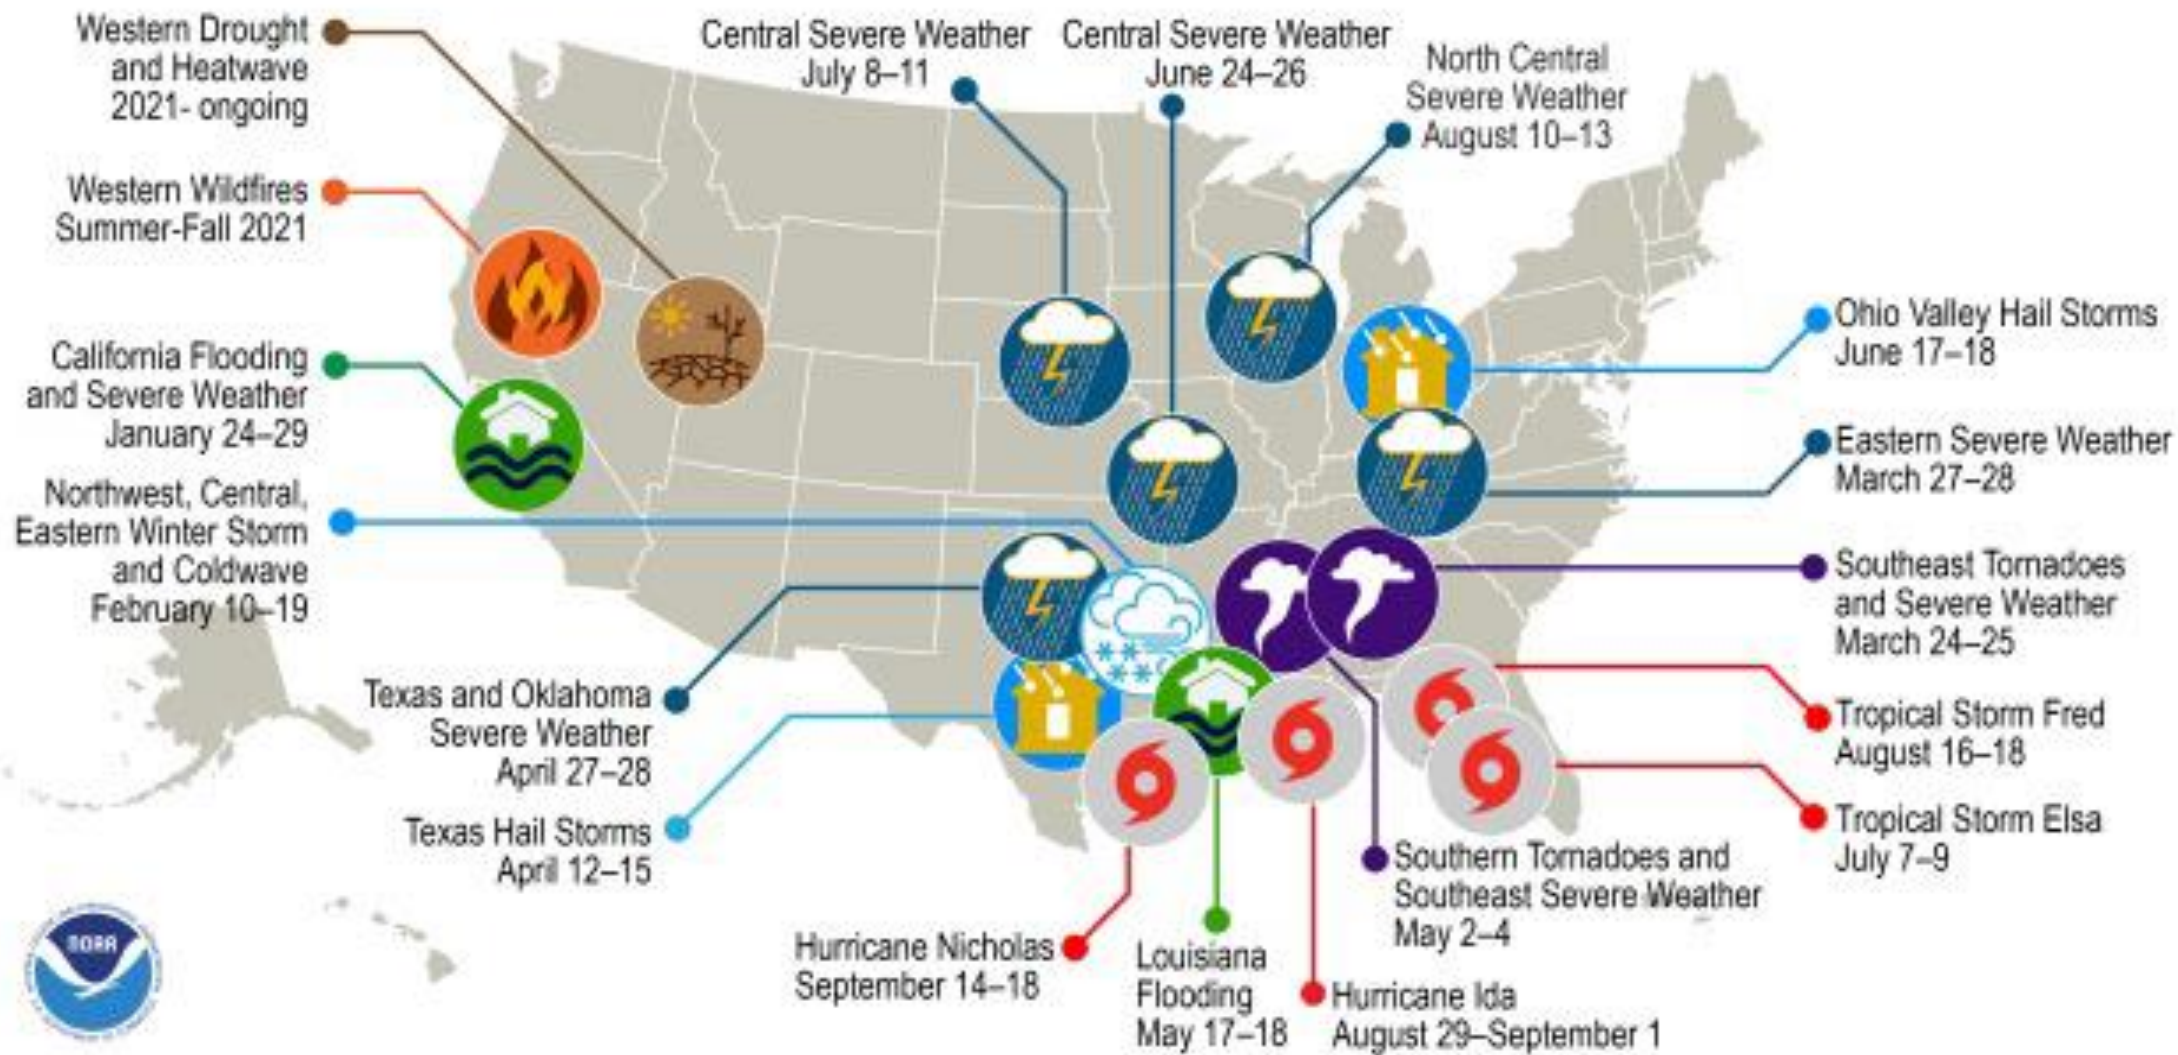 Western Drought
and Heatwave
2021- ongoing
Central Severe Weather
July 8–11
Central Severe Weather
June 24–26
North Central
Severe Weather
August 10–13
Western Wildfires
Summer-Fall 2021
California Flooding
and Severe Weather
January 24–29
Northwest, Central,
Eastern Winter Storm
and Coldwave
February 10–19
Ohio Valley Hail Storms
June 17–18
Eastern Severe Weather
March 27–28
Southeast Tornadoes
and Severe Weather
March 24–25
Texas and Oklahoma
Severe Weather
April 27–28
Texas Hail Storms
April 12–15
Tropical Storm Fred
August 16–18
Tropical Storm Elsa
July 7–9
Southern Tornadoes and
Southeast Severe Weather
May 2–4
Hurricane Nicholas
September 14–18
Louisiana
Flooding
May 17–18
Hurricane Ida
August 29–September 1
NOAA